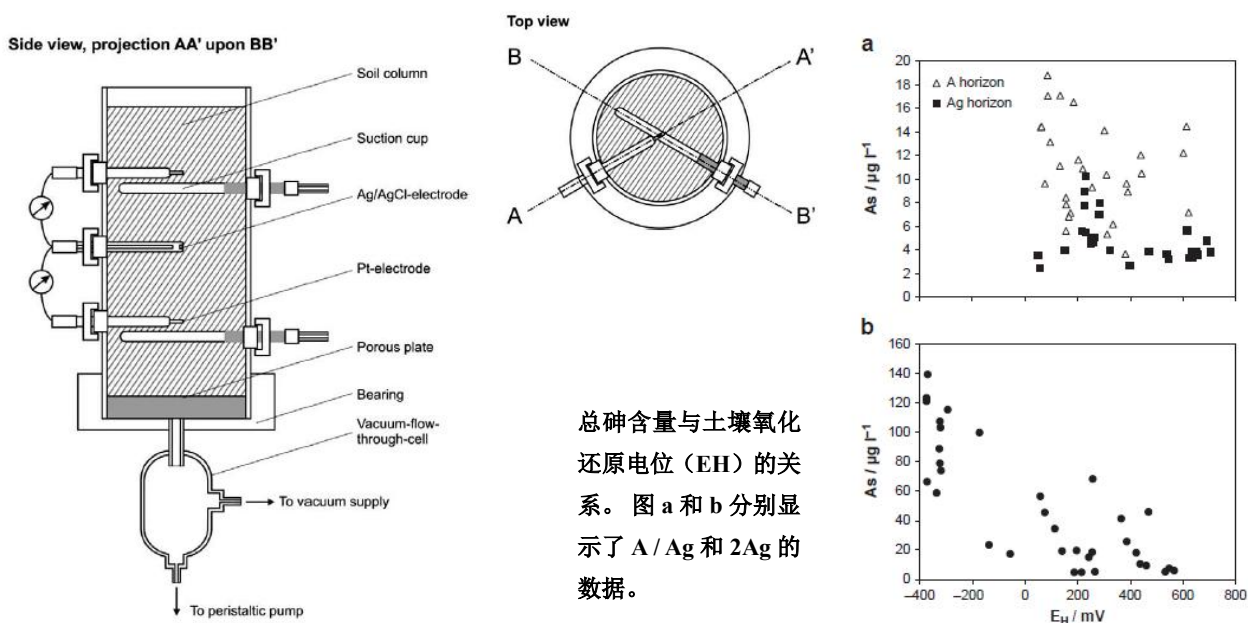 Side view, projection AA' upon BB'
Soil column
Suction cup
Ag/AgCl-electrode
Pt-electrode
Porous plate
Bearing
Vacuum-flow-
through-cell
To vacuum supply
To peristaltic pump
Top view
B
A'
A
B'
总砷含量与土壤氧化
还原电位（EH）的关
系。 图 a 和 b 分别显
示了 A / Ag 和 2Ag 的
数据。
a
20
18
16
14
12
10
8
6
4
2
0
As / µg l⁻¹
A horizon
Ag horizon
b
160
140
120
100
80
60
40
20
0
As / µg l⁻¹
−400 −200 0 200 400 600 800
E_H / mV